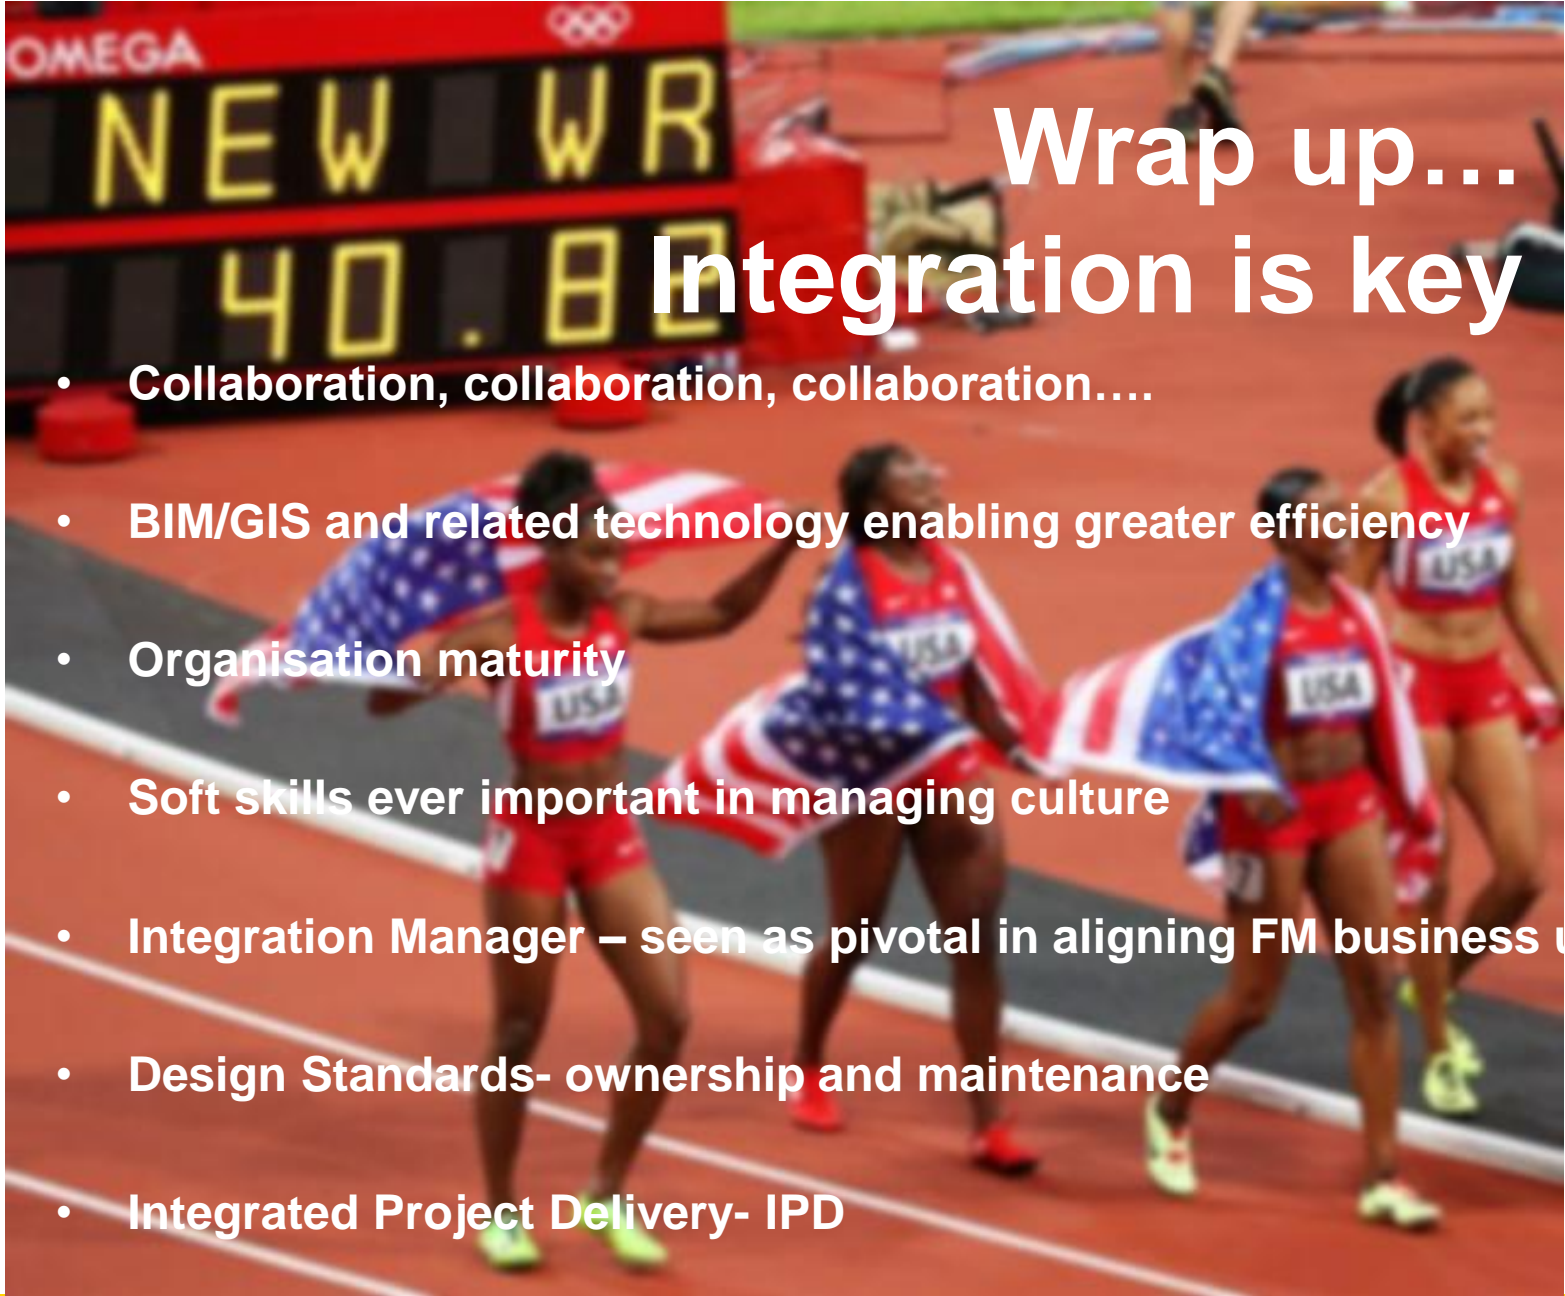 OMEGA
NEW WR
40.82
Wrap up…
Integration is key
• Collaboration, collaboration, collaboration….
• BIM/GIS and related technology enabling greater efficiency
• Organisation maturity
• Soft skills ever important in managing culture
• Integration Manager – seen as pivotal in aligning FM business
• Design Standards- ownership and maintenance
• Integrated Project Delivery- IPD
USA
USA
USA
USA